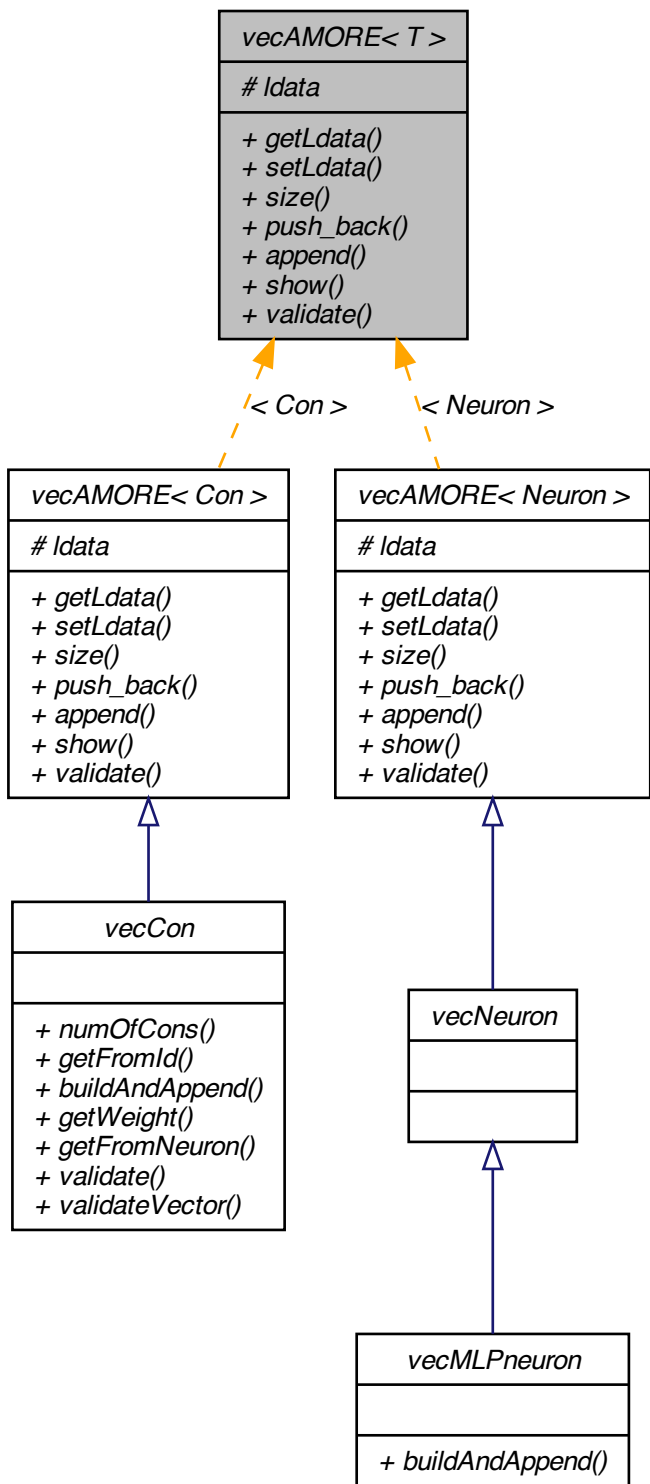 vecAMORE< T >
# ldata
+ getLdata()
+ setLdata()
+ size()
+ push_back()
+ append()
+ show()
+ validate()
< Con >
< Neuron >
vecAMORE< Con >
# ldata
+ getLdata()
+ setLdata()
+ size()
+ push_back()
+ append()
+ show()
+ validate()
vecAMORE< Neuron >
# ldata
+ getLdata()
+ setLdata()
+ size()
+ push_back()
+ append()
+ show()
+ validate()
vecCon
+ numOfCons()
+ getFromId()
+ buildAndAppend()
+ getWeight()
+ getFromNeuron()
+ validate()
+ validateVector()
vecNeuron
vecMLPneuron
+ buildAndAppend()